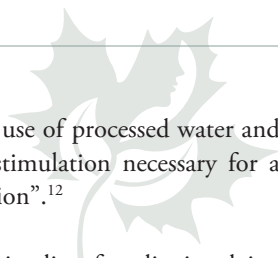 use of processed water and
stimulation necessary for a
ion”.¹²